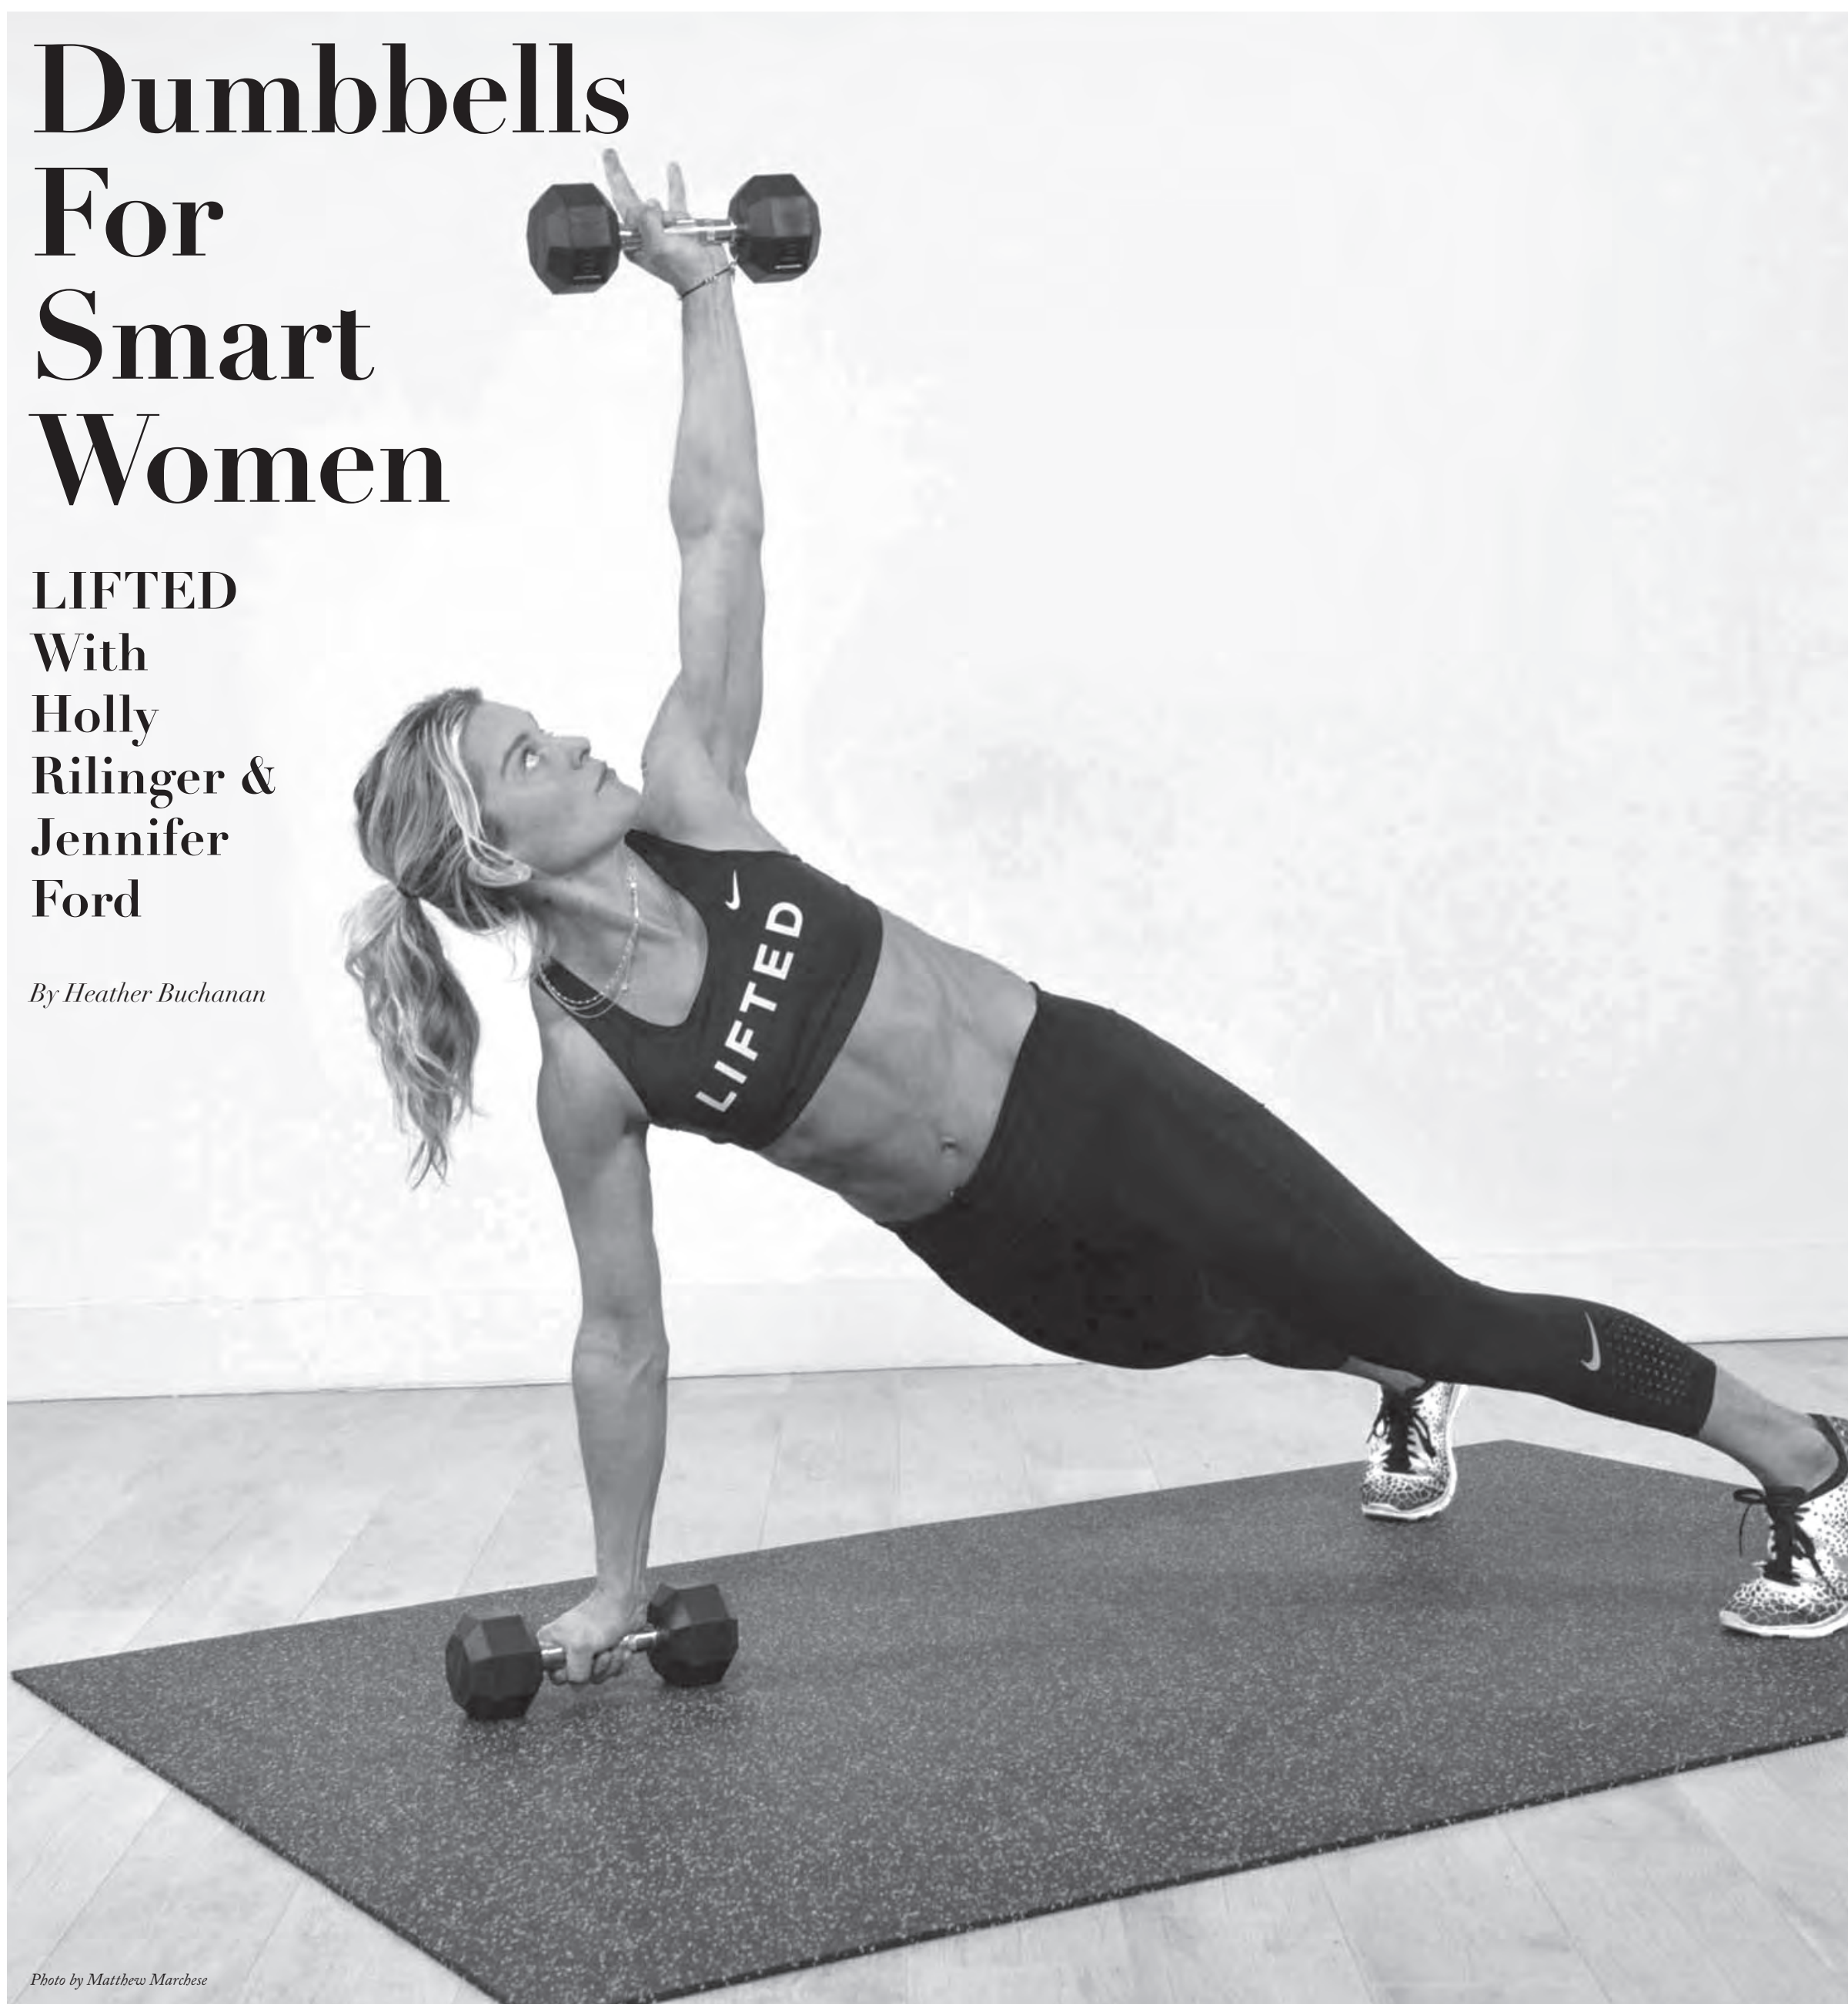 Dumbbells
For
Smart
Women
LIFTED
With
Holly
Rilinger &
Jennifer
Ford
By Heather Buchanan
LIFTED
Photo by Matthew Marchese